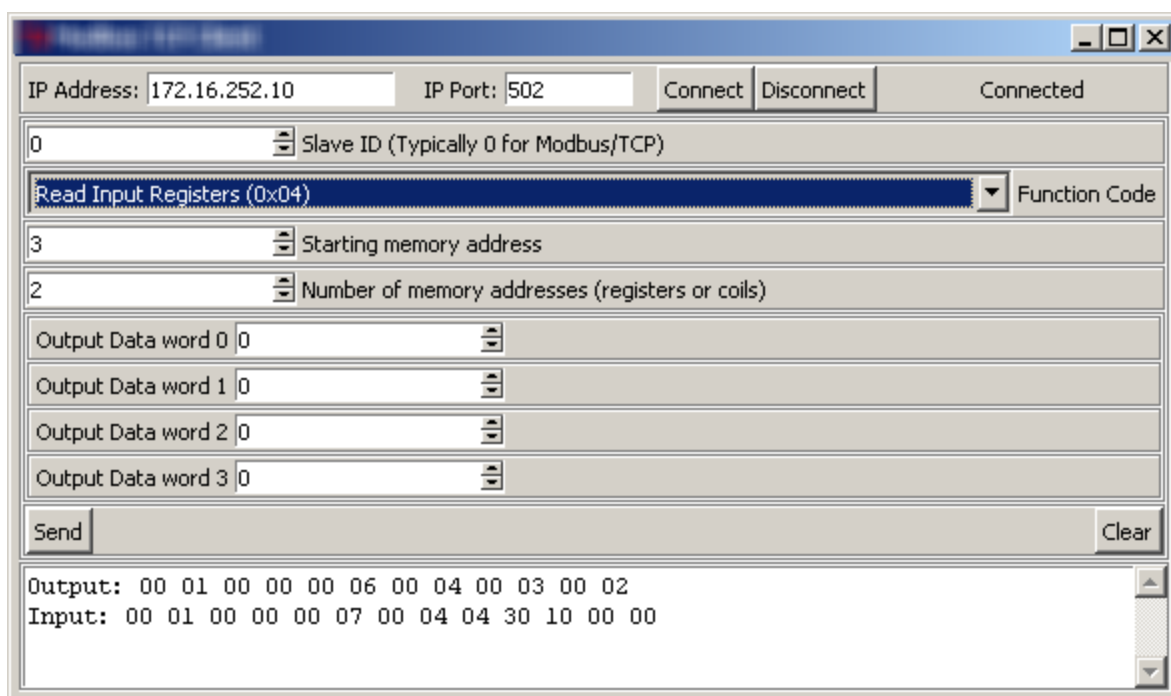 IP Address: 172.16.252.10 IP Port: 502 Connect Disconnect Connected
0 Slave ID (Typically 0 for Modbus/TCP)
Read Input Registers (0x04) Function Code
3 Starting memory address
2 Number of memory addresses (registers or coils)
Output Data word 0 0
Output Data word 1 0
Output Data word 2 0
Output Data word 3 0
Send Clear
Output: 00 01 00 00 00 06 00 04 00 03 00 02
Input: 00 01 00 00 00 07 00 04 04 30 10 00 00